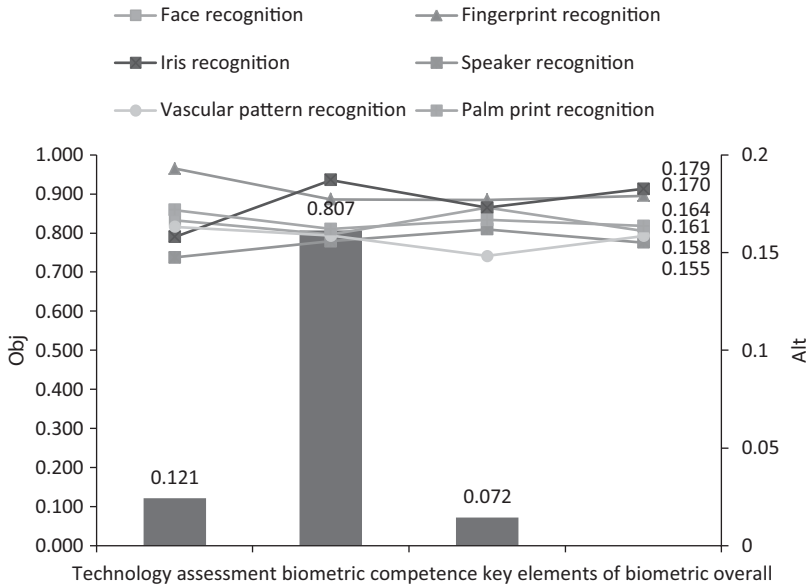 Face recognition
Fingerprint recognition
Iris recognition
Speaker recognition
Vascular pattern recognition
Palm print recognition
1.000
0.900
0.800
0.700
0.600
0.500
0.400
0.300
0.200
0.100
0.000
Obj
0.121
0.807
0.072
0.179
0.170
0.164
0.161
0.158
0.155
0.2
0.15
0.1
0.05
0
Alt
Technology assessment biometric competence key elements of biometric overall